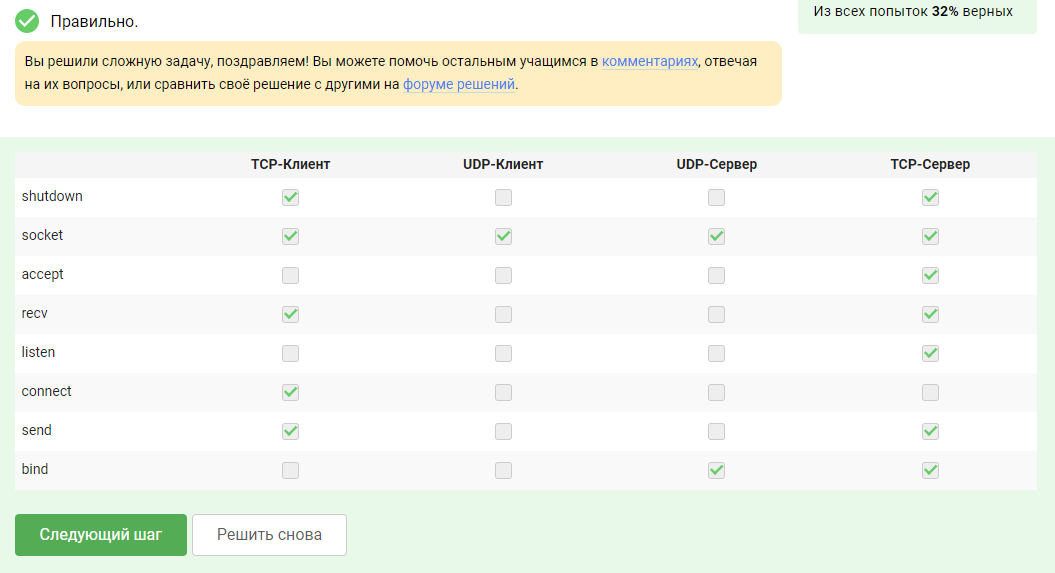 Правильно.
Из всех попыток 32% верных
Вы решили сложную задачу, поздравляем! Вы можете помочь остальным учащимся в комментариях, отвечая
на их вопросы, или сравнить своё решение с другими на форуме решений.
TCP-Клиент UDP-Клиент UDP-Сервер TCP-Сервер
shutdown
socket
accept
recv
listen
connect
send
bind
Следующий шаг Решить снова